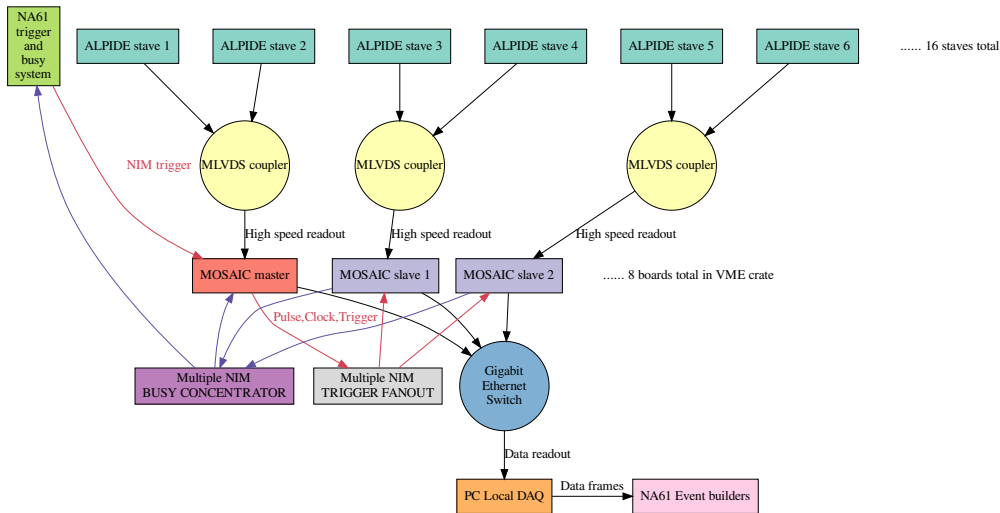 NA61
trigger
and
busy
system
ALPIDE stave 1
ALPIDE stave 2
ALPIDE stave 3
ALPIDE stave 4
ALPIDE stave 5
ALPIDE stave 6
...... 16 staves total
NIM trigger
MLVDS coupler
MLVDS coupler
MLVDS coupler
High speed readout
High speed readout
High speed readout
MOSAIC master
MOSAIC slave 1
MOSAIC slave 2
...... 8 boards total in VME crate
Pulse,Clock,Trigger
Multiple NIM
BUSY CONCENTRATOR
Multiple NIM
TRIGGER FANOUT
Gigabit
Ethernet
Switch
Data readout
PC Local DAQ
Data frames
NA61 Event builders